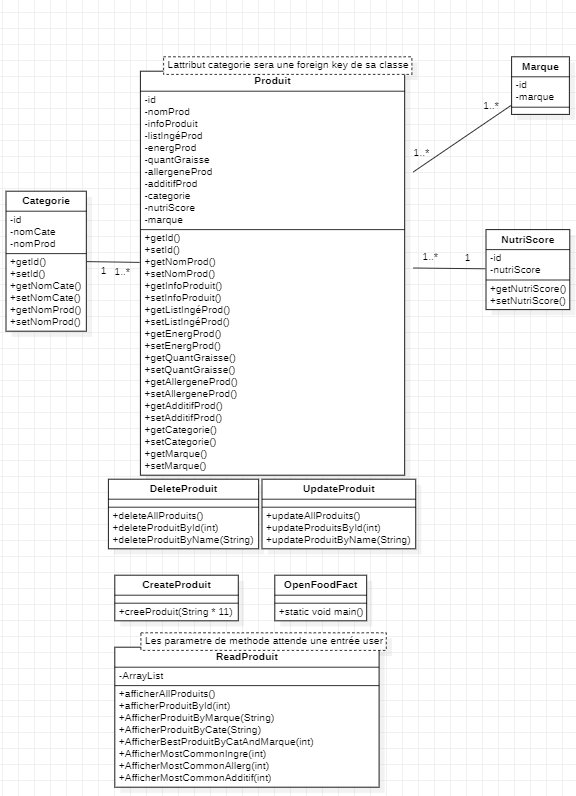 Lattribut categorie sera une foreign key de sa classe
Produit
-id
-nomProd
-infoProduit
-listIngéProd
-energProd
-quantGraisse
-allergeneProd
-additifProd
-categorie
-nutriScore
-marque
+getId()
+setId()
+getNomProd()
+setNomProd()
+getInfoProduit()
+setInfoProduit()
+getListIngéProd()
+setListIngéProd()
+getEnergProd()
+setEnergProd()
+getQuantGraisse()
+setQuantGraisse()
+getAllergeneProd()
+setAllergeneProd()
+getAdditifProd()
+setAdditifProd()
+getCategorie()
+setCategorie()
+getMarque()
+setMarque()
Marque
-id
-marque
1..*
1..*
Categorie
-id
-nomCate
-nomProd
+getId()
+setId()
+getNomCate()
+setNomCate()
+getNomProd()
+setNomProd()
1
1..*
NutriScore
-id
-nutriScore
+getNutriScore()
+setNutriScore()
1..*
1
DeleteProduit
+deleteAllProduits()
+deleteProduitById(int)
+deleteProduitByName(String)
UpdateProduit
+updateAllProduits()
+updateProduitsById(int)
+updateProduitByName(String)
CreateProduit
+creeProduit(String * 11)
OpenFoodFact
+static void main()
Les parametre de methode attende une entrée user
ReadProduit
-ArrayList
+afficherAllProduits()
+afficherProduitById(int)
+AfficherProduitByMarque(String)
+AfficherProduitByCate(String)
+AfficherBestProduitByCatAndMarque(int)
+AfficherMostCommonIngre(int)
+AfficherMostCommonAllerg(int)
+AfficherMostCommonAdditif(int)